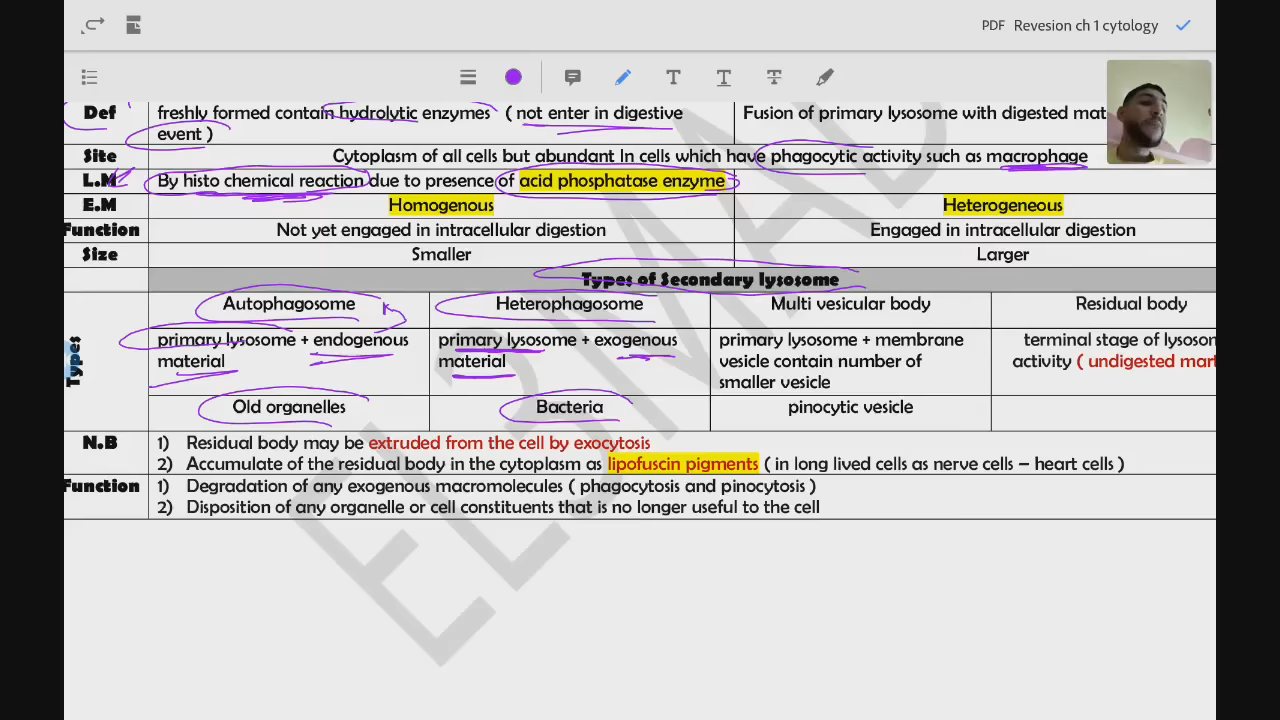 PDF Revesion ch 1 cytology
Def freshly formed contain hydrolytic enzymes ( not enter in digestive event ) Fusion of primary lysosome with digested
Site Cytoplasm of all cells but abundant In cells which have phagocytic activity such as macrophage
L.M By histo chemical reaction due to presence of acid phosphatase enzyme
E.M Homogenous Heterogeneous
Function Not yet engaged in intracellular digestion Engaged in intracellular digestion
Size Smaller Larger
Types of Secondary lysosome
Types
Autophagosome Heterophagosome Multi vesicular body Residual body
primary lysosome + endogenous material
primary lysosome + exogenous material
primary lysosome + membrane vesicle contain number of smaller vesicle
terminal stage of activity ( undigested
Old organelles Bacteria pinocytic vesicle
N.B 1) Residual body may be extruded from the cell by exocytosis
2) Accumulate of the residual body in the cytoplasm as lipofuscin pigments ( in long lived cells as nerve cells – heart cells )
Function 1) Degradation of any exogenous macromolecules ( phagocytosis and pinocytosis )
2) Disposition of any organelle or cell constituents that is no longer useful to the cell
EL3MAD